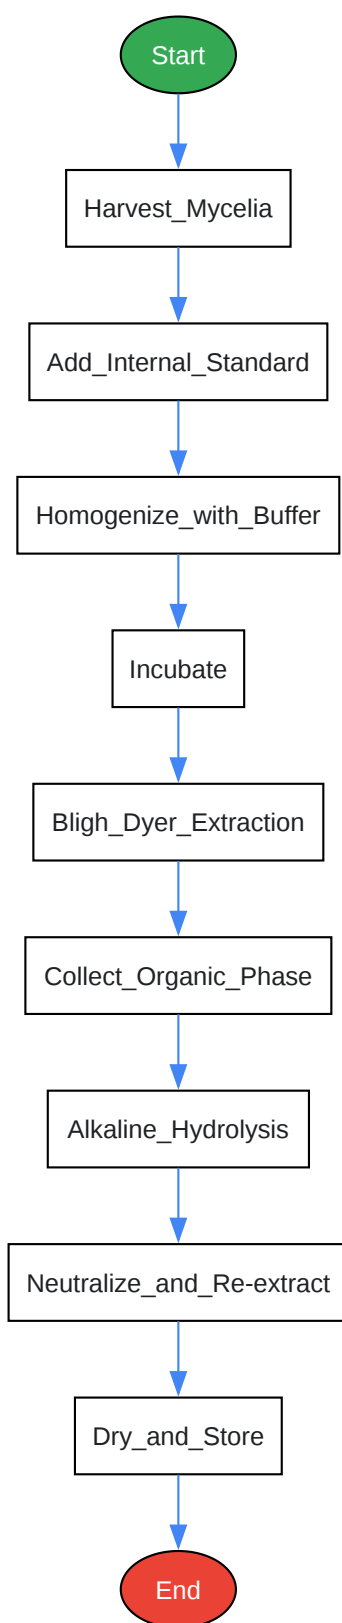 Start
Harvest_Mycelia
Add_Internal_Standard
Homogenize_with_Buffer
Incubate
Bligh_Dyer_Extraction
Collect_Organic_Phase
Alkaline_Hydrolysis
Neutralize_and_Re-extract
Dry_and_Store
End